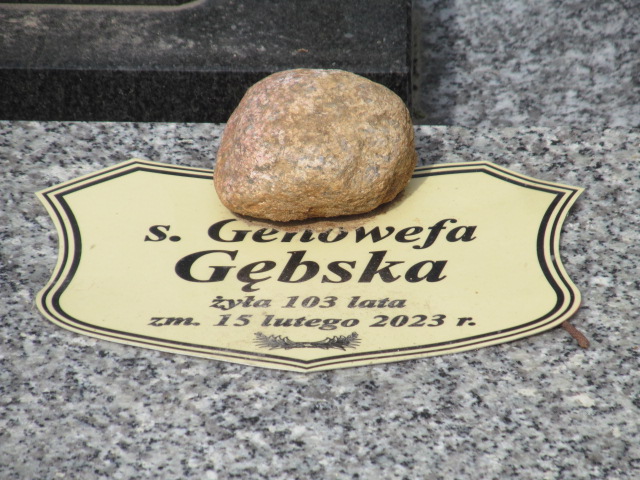 s. Genowefa
Gębska
żyła 103 lata
zm. 15 lutego 2023 r.